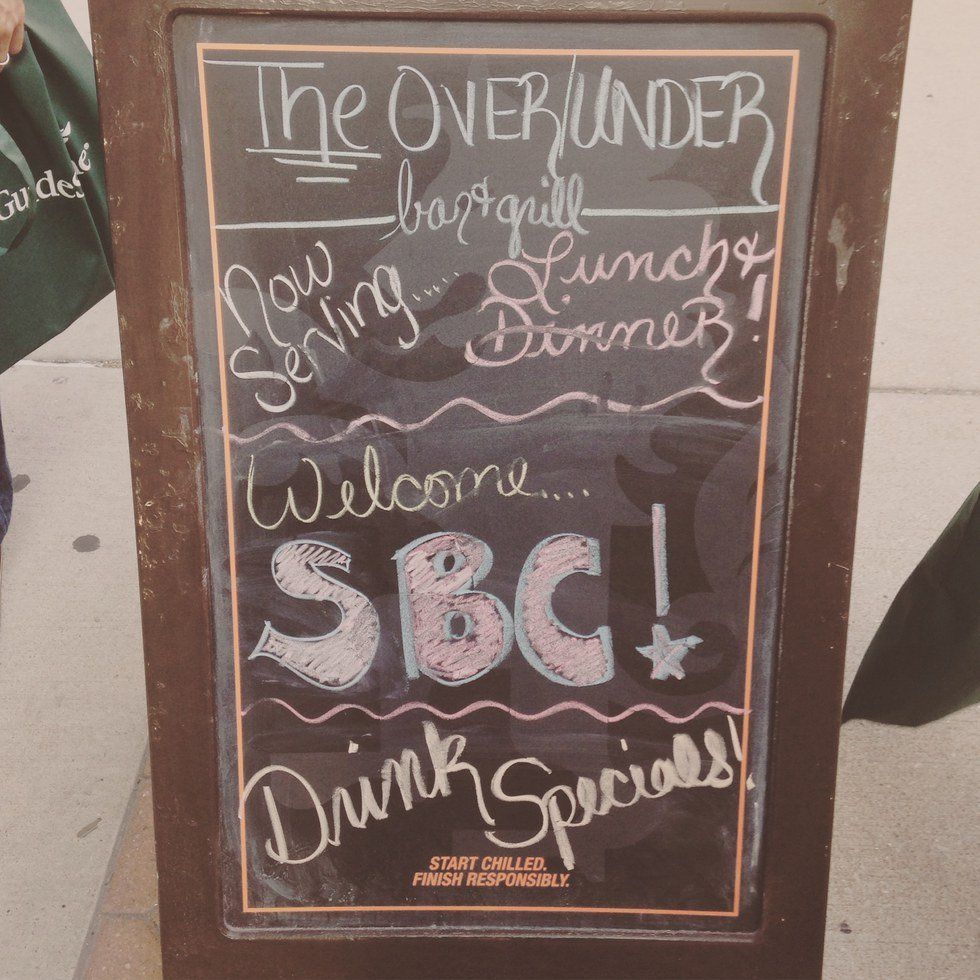 The OVER/UNDER
bar & grill
Now Serving.....
Lunch &
Dinner!
Welcome....
SBC!
Drink Specials!
START CHILLED.
FINISH RESPONSIBLY.